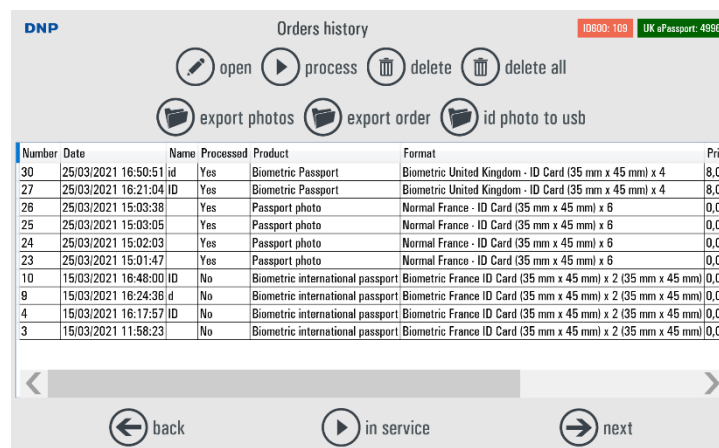 DNP Orders history ID600: 109 UK ePassport: 4996
open process delete delete all
export photos export order id photo to usb
Number Date Name Processed Product Format Pri
30 25/03/2021 16:50:51 id Yes Biometric Passport Biometric United Kingdom - ID Card (35 mm x 45 mm) x 4 8,0
27 25/03/2021 16:21:04 ID Yes Biometric Passport Biometric United Kingdom - ID Card (35 mm x 45 mm) x 4 8,0
26 25/03/2021 15:03:38 Yes Passport photo Normal France - ID Card (35 mm x 45 mm) x 6 0,0
25 25/03/2021 15:03:05 Yes Passport photo Normal France - ID Card (35 mm x 45 mm) x 6 0,0
24 25/03/2021 15:02:03 Yes Passport photo Normal France - ID Card (35 mm x 45 mm) x 6 0,0
23 25/03/2021 15:01:47 Yes Passport photo Normal France - ID Card (35 mm x 45 mm) x 6 0,0
10 15/03/2021 16:48:00 ID No Biometric international passport Biometric France ID Card (35 mm x 45 mm) x 2 (35 mm x 45 mm) 0,0
9 15/03/2021 16:24:36 d No Biometric international passport Biometric France ID Card (35 mm x 45 mm) x 2 (35 mm x 45 mm) 0,0
4 15/03/2021 16:17:57 ID No Biometric international passport Biometric France ID Card (35 mm x 45 mm) x 2 (35 mm x 45 mm) 0,0
3 15/03/2021 11:58:23 No Biometric international passport Biometric France ID Card (35 mm x 45 mm) x 2 (35 mm x 45 mm) 0,0
back in service next